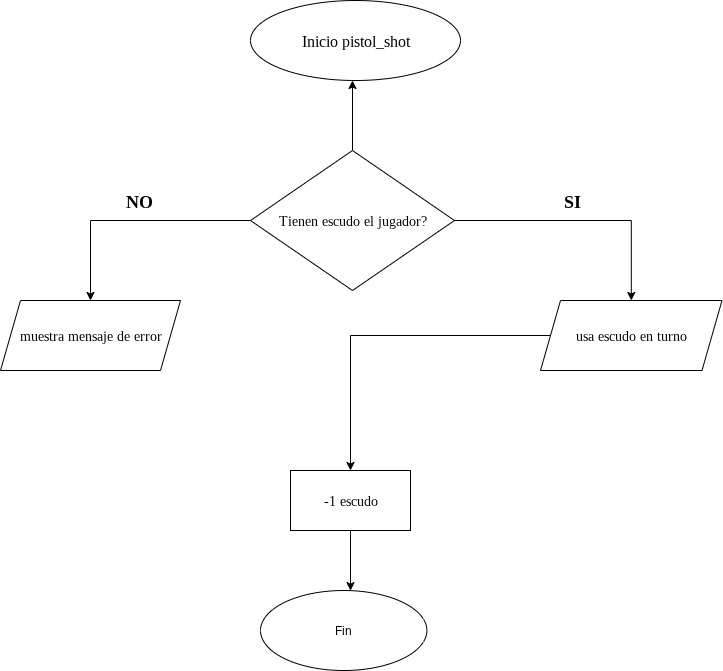 Inicio pistol_shot
NO
SI
Tienen escudo el jugador?
muestra mensaje de error
usa escudo en turno
-1 escudo
Fin